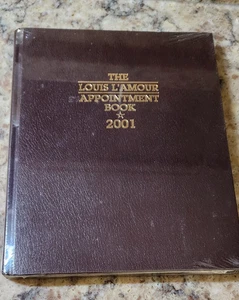 THE
LOUIS L'AMOUR
APPOINTMENT
BOOK
☆
2001